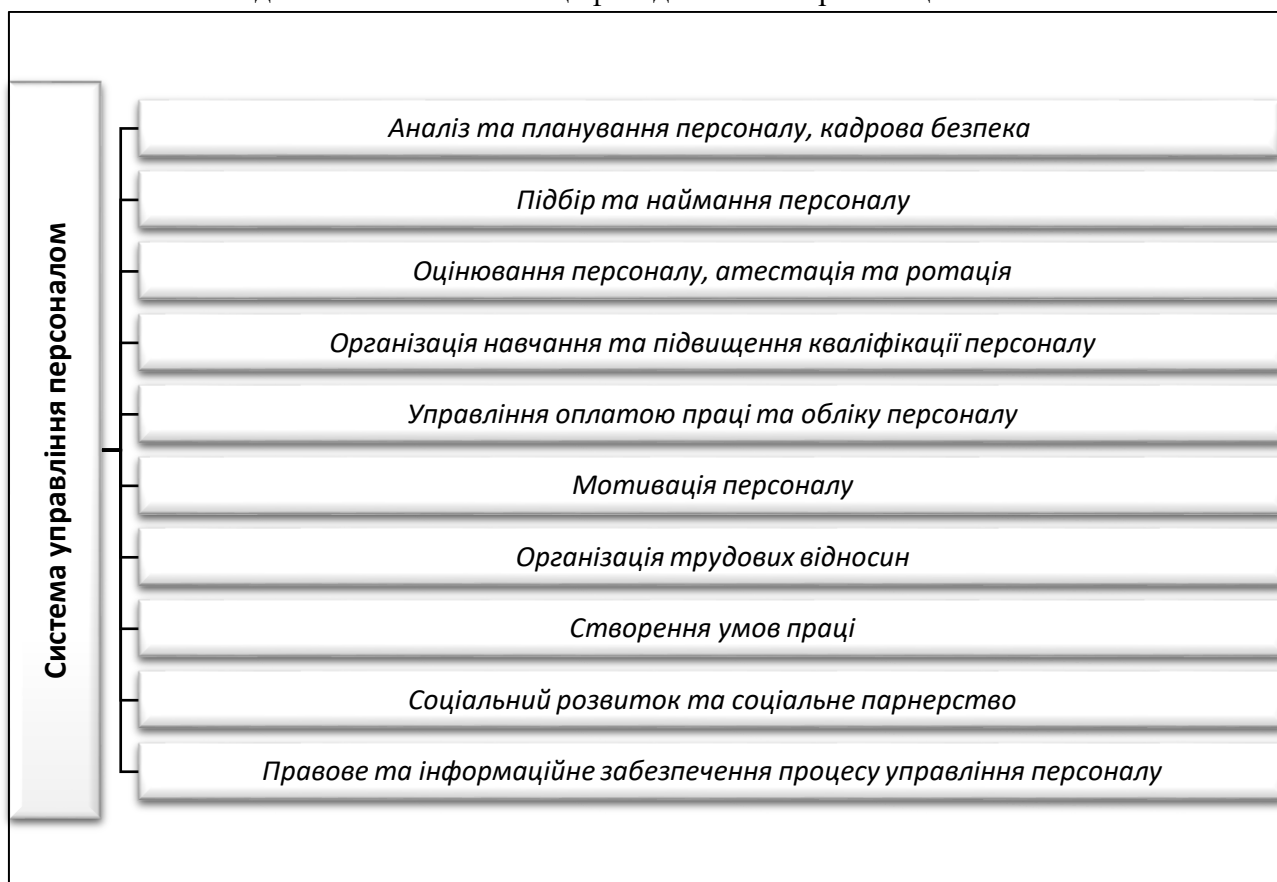 Система управління персоналом
Аналіз та планування персоналу, кадрова безпека
Підбір та наймання персоналу
Оцінювання персоналу, атестація та ротація
Організація навчання та підвищення кваліфікації персоналу
Управління оплатою праці та обліку персоналу
Мотивація персоналу
Організація трудових відносин
Створення умов праці
Соціальний розвиток та соціальне парнерство
Правове та інформаційне забезпечення процесу управління персоналу